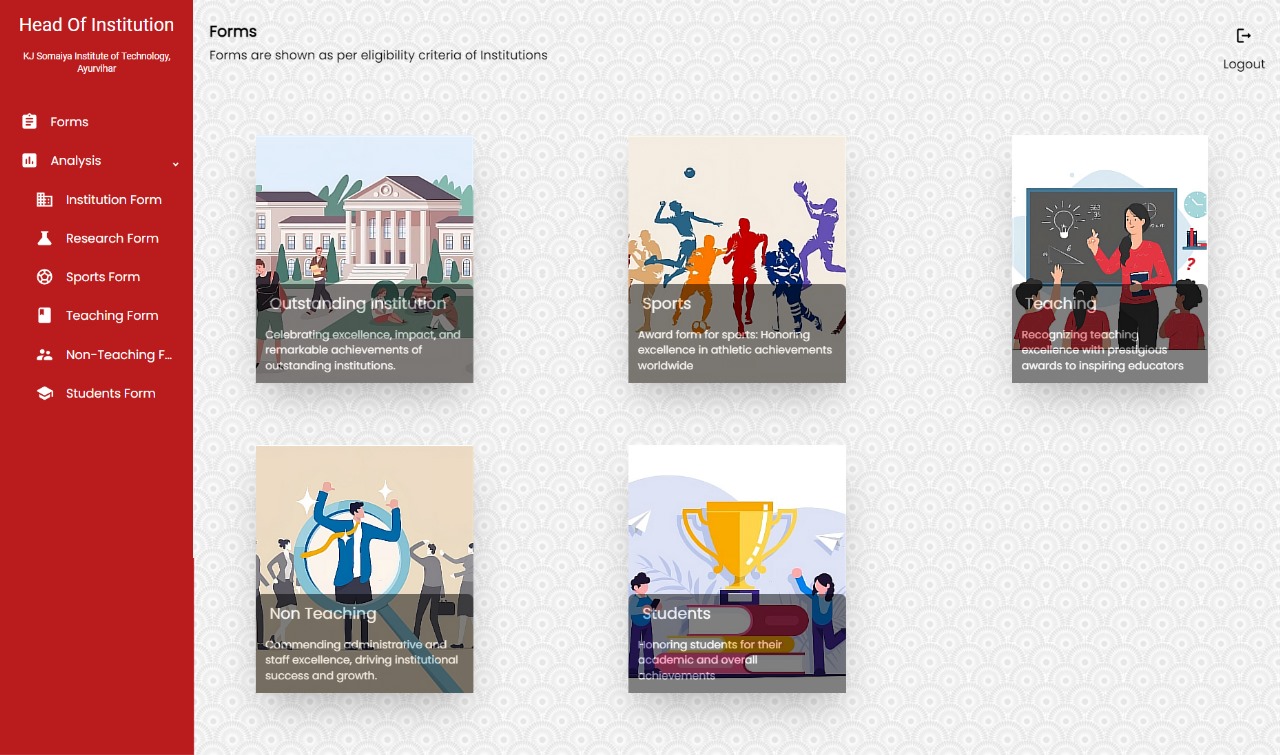 Head Of Institution
KJ Somaiya Institute of Technology,
Ayurvihar
Forms
Analysis
Institution Form
Research Form
Sports Form
Teaching Form
Non-Teaching F...
Students Form
Forms
Forms are shown as per eligibility criteria of Institutions
Logout
Outstanding Institution
Celebrating excellence, impact, and
remarkable achievements of
outstanding institutions.
Sports
Award form for sports: Honoring
excellence in athletic achievements
worldwide
?
Teaching
Recognizing teaching
excellence with prestigious
awards to inspiring educators
Non Teaching
Commending administrative and
staff excellence, driving institutional
success and growth.
Students
Honoring students for their
academic and overall
achievements